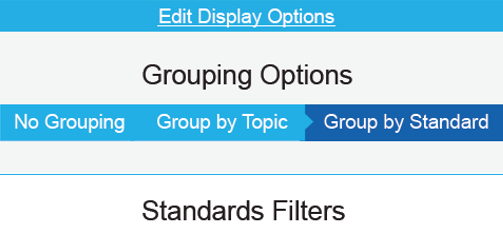 Edit Display Options
Grouping Options
No Grouping Group by Topic Group by Standard
Standards Filters